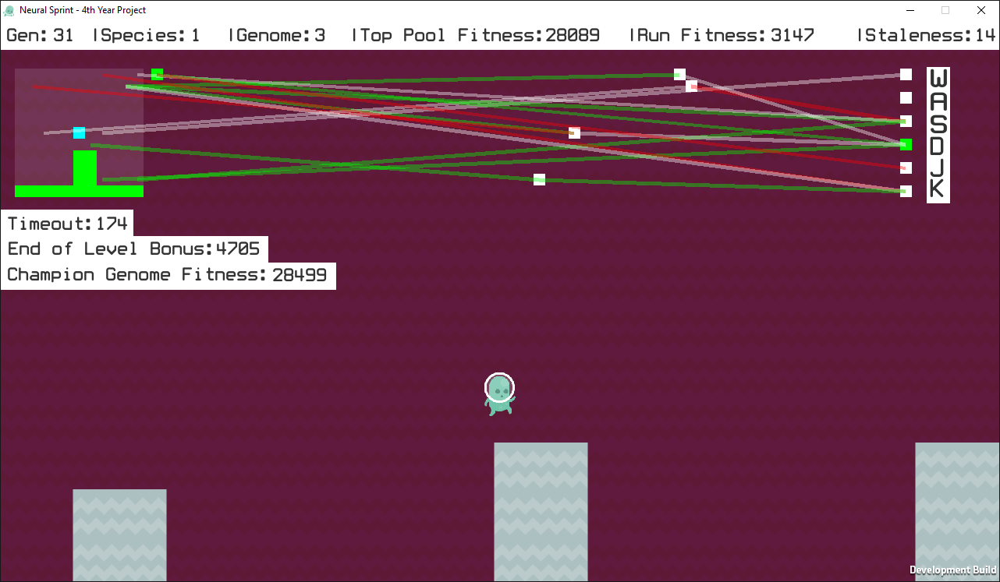 Neural Sprint - 4th Year Project
Gen:31 |Species:1 |Genome:3 |Top Pool Fitness:28089 |Run Fitness:3147 |Staleness:14
W
A
S
D
J
K
Timeout:174
End of Level Bonus:4705
Champion Genome Fitness:28499
Development Build